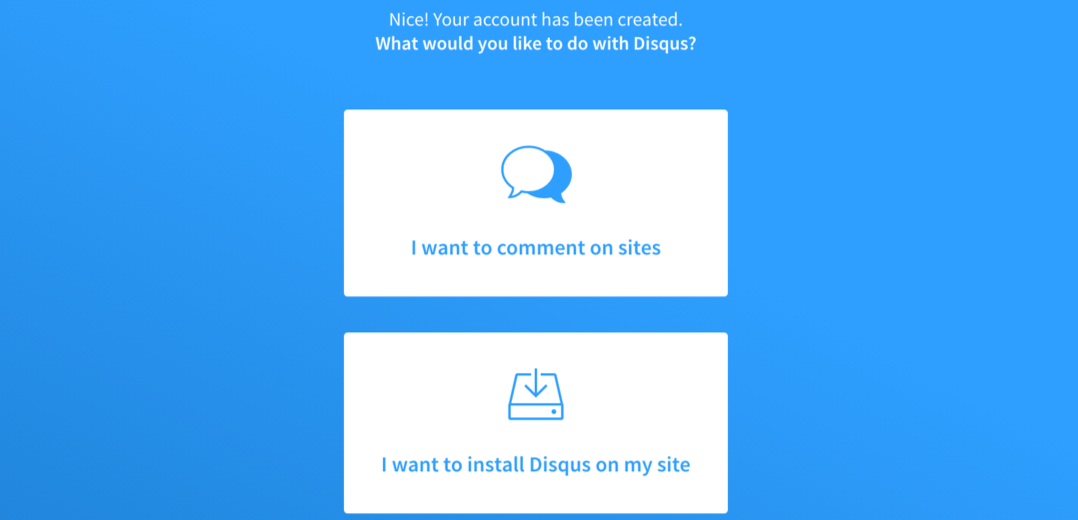 Nice! Your account has been created.
What would you like to do with Disqus?
I want to comment on sites
I want to install Disqus on my site